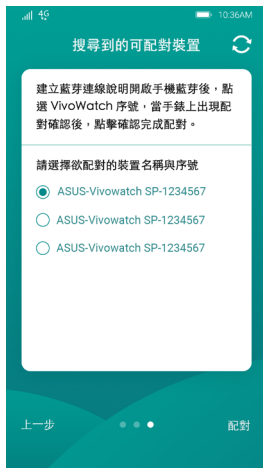 4G 10:36AM
搜尋到的可配對裝置
建立藍芽連線說明開啟手機藍芽後，點
選 VivoWatch 序號，當手錶上出現配
對確認後，點擊確認完成配對。
請選擇欲配對的裝置名稱與序號
ASUS-Vivowatch SP-1234567
ASUS-Vivowatch SP-1234567
ASUS-Vivowatch SP-1234567
上一步 配對